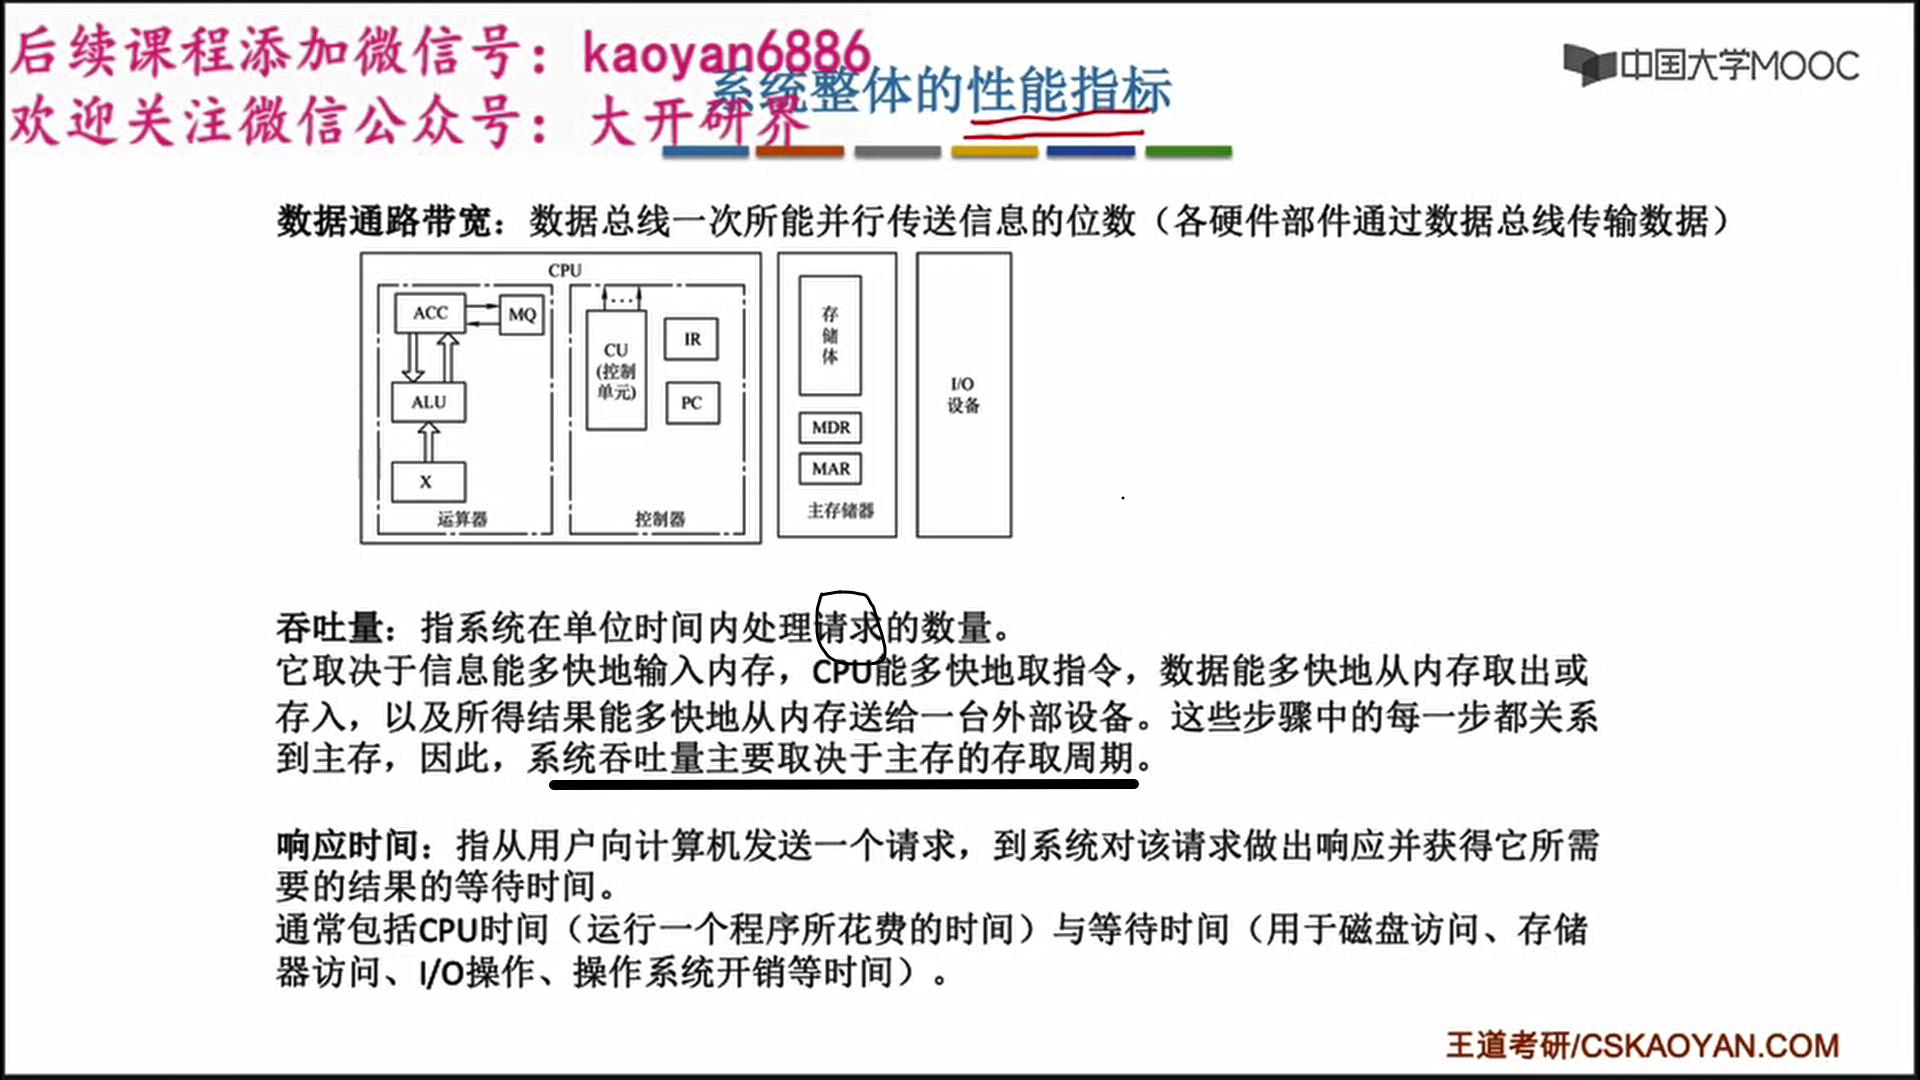 后续课程添加微信号：kaoyan6886
欢迎关注微信公众号：大开研界
系统整体的性能指标
中国大学MOOC
数据通路带宽：数据总线一次所能并行传送信息的位数（各硬件部件通过数据总线传输数据）
CPU
ACC
MQ
ALU
X
运算器
...
CU
(控制
单元)
IR
PC
控制器
存
储
体
MDR
MAR
主存储器
I/O
设备
吞吐量：指系统在单位时间内处理请求的数量。
它取决于信息能多快地输入内存，CPU能多快地取指令，数据能多快地从内存取出或
存入，以及所得结果能多快地从内存送给一台外部设备。这些步骤中的每一步都关系
到主存，因此，系统吞吐量主要取决于主存的存取周期。
响应时间：指从用户向计算机发送一个请求，到系统对该请求做出响应并获得它所需
要的结果的等待时间。
通常包括CPU时间（运行一个程序所花费的时间）与等待时间（用于磁盘访问、存储
器访问、I/O操作、操作系统开销等时间）。
王道考研/CSKAOYAN.COM